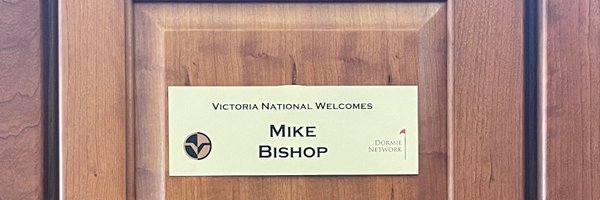 VICTORIA NATIONAL WELCOMES
MIKE
BISHOP
DORMIE
NETWORK